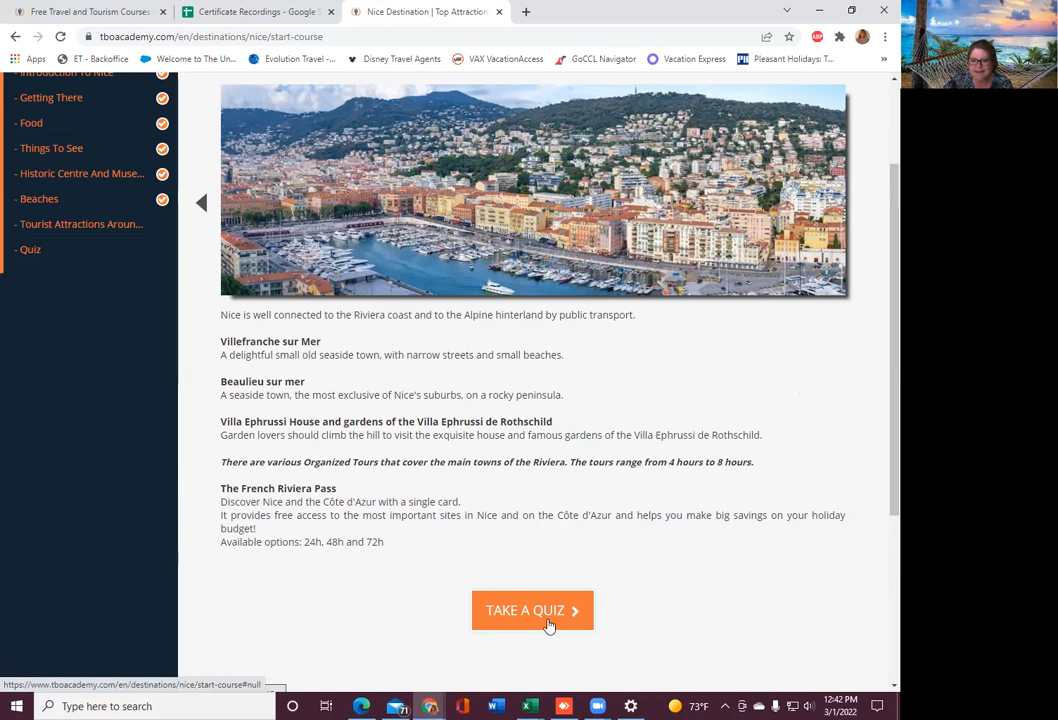 Free Travel and Tourism Courses
Certificate Recordings - Google S
Nice Destination | Top Attraction
tboacademy.com/en/destinations/nice/start-course
Apps
ET - Backoffice
Welcome to The Un...
Evolution Travel -...
Disney Travel Agents
VAX VacationAccess
GoCCL Navigator
Vacation Express
Pleasant Holidays: T...
»
- Introduction To Nice
- Getting There
- Food
- Things To See
- Historic Centre And Muse...
- Beaches
- Tourist Attractions Aroun...
- Quiz
Nice is well connected to the Riviera coast and to the Alpine hinterland by public transport.
Villefranche sur Mer
A delightful small old seaside town, with narrow streets and small beaches.
Beaulieu sur mer
A seaside town, the most exclusive of Nice's suburbs, on a rocky peninsula.
Villa Ephrussi House and gardens of the Villa Ephrussi de Rothschild
Garden lovers should climb the hill to visit the exquisite house and famous gardens of the Villa Ephrussi de Rothschild.
There are various Organized Tours that cover the main towns of the Riviera. The tours range from 4 hours to 8 hours.
The French Riviera Pass
Discover Nice and the Côte d'Azur with a single card.
It provides free access to the most important sites in Nice and on the Côte d'Azur and helps you make big savings on your holiday
budget!
Available options: 24h, 48h and 72h
TAKE A QUIZ
https://www.tboacademy.com/en/destinations/nice/start-course#null
Type here to search
71
73°F
12:42 PM
3/1/2022